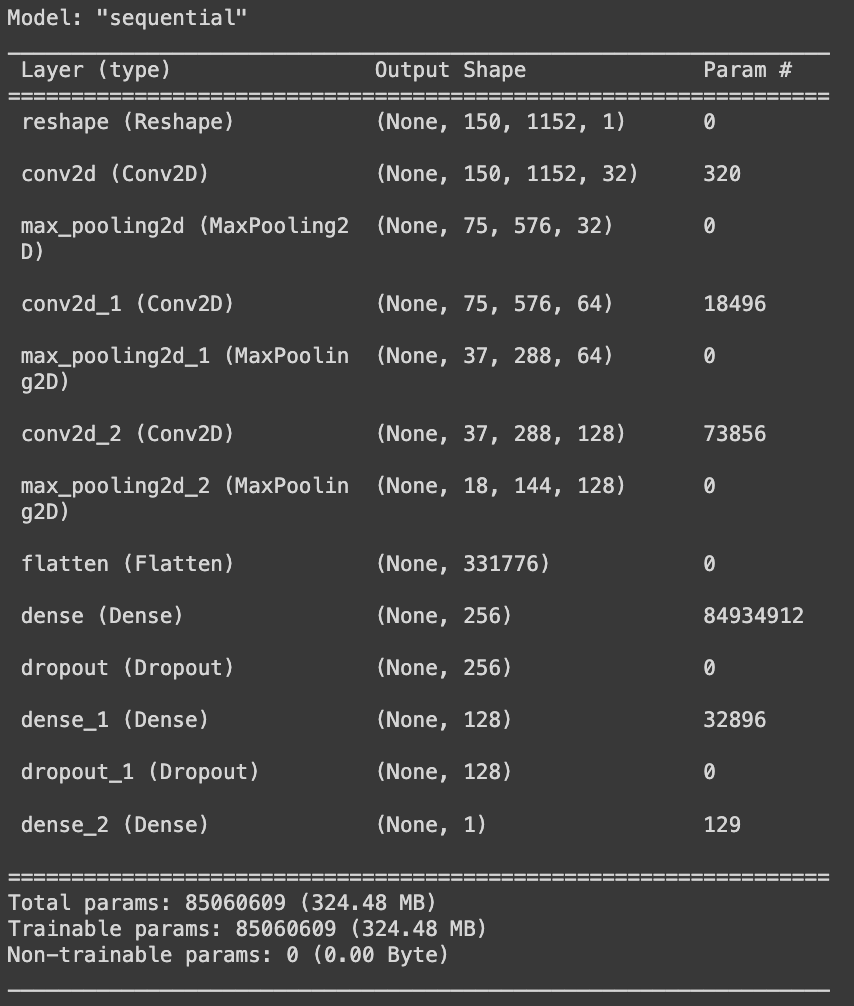 Model: "sequential"
Layer (type) Output Shape Param #
reshape (Reshape) (None, 150, 1152, 1) 0
conv2d (Conv2D) (None, 150, 1152, 32) 320
max_pooling2d (MaxPooling2 (None, 75, 576, 32) 0
D)
conv2d_1 (Conv2D) (None, 75, 576, 64) 18496
max_pooling2d_1 (MaxPoolin (None, 37, 288, 64) 0
g2D)
conv2d_2 (Conv2D) (None, 37, 288, 128) 73856
max_pooling2d_2 (MaxPoolin (None, 18, 144, 128) 0
g2D)
flatten (Flatten) (None, 331776) 0
dense (Dense) (None, 256) 84934912
dropout (Dropout) (None, 256) 0
dense_1 (Dense) (None, 128) 32896
dropout_1 (Dropout) (None, 128) 0
dense_2 (Dense) (None, 1) 129
Total params: 85060609 (324.48 MB)
Trainable params: 85060609 (324.48 MB)
Non-trainable params: 0 (0.00 Byte)